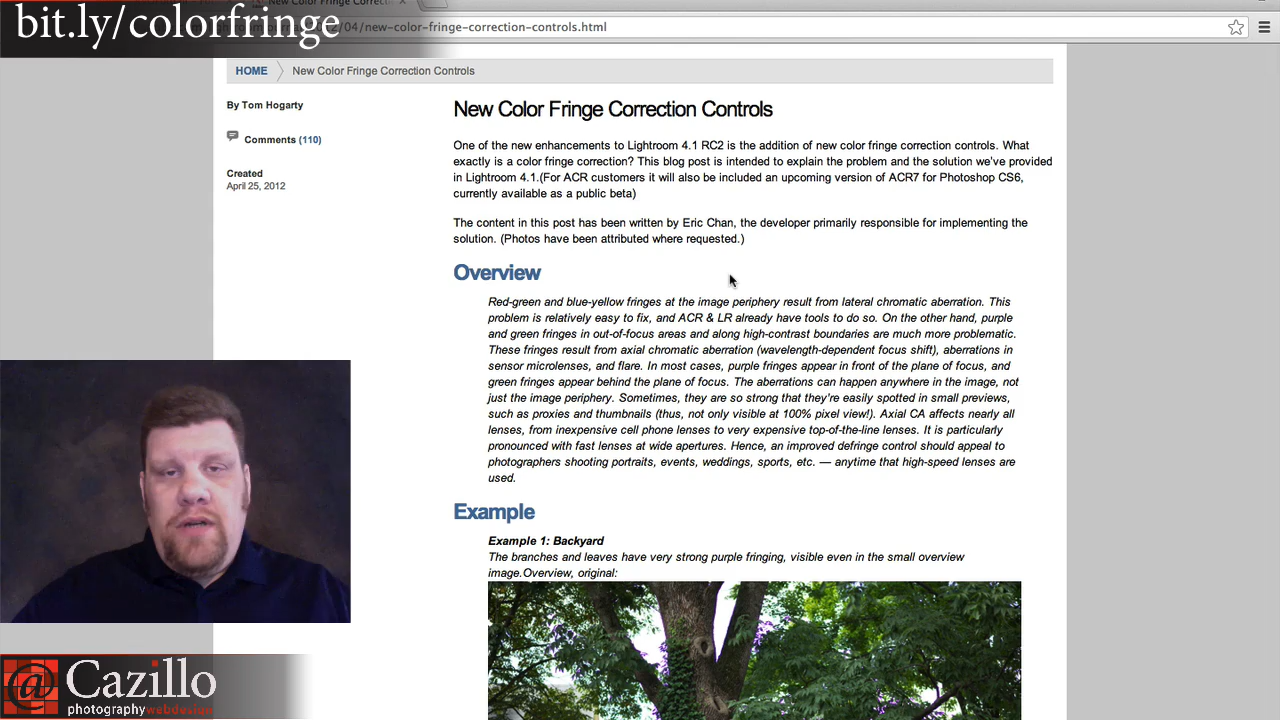 bit.ly/colorfringe
New Color Fringe Correct
/04/new-color-fringe-correction-controls.html
HOME
New Color Fringe Correction Controls
By Tom Hogarty
Comments (110)
Created
April 25, 2012
New Color Fringe Correction Controls
One of the new enhancements to Lightroom 4.1 RC2 is the addition of new color fringe correction controls. What
exactly is a color fringe correction? This blog post is intended to explain the problem and the solution we've provided
in Lightroom 4.1.(For ACR customers it will also be included an upcoming version of ACR7 for Photoshop CS6,
currently available as a public beta)
The content in this post has been written by Eric Chan, the developer primarily responsible for implementing the
solution. (Photos have been attributed where requested.)
Overview
Red-green and blue-yellow fringes at the image periphery result from lateral chromatic aberration. This
problem is relatively easy to fix, and ACR & LR already have tools to do so. On the other hand, purple
and green fringes in out-of-focus areas and along high-contrast boundaries are much more problematic.
These fringes result from axial chromatic aberration (wavelength-dependent focus shift), aberrations in
sensor microlenses, and flare. In most cases, purple fringes appear in front of the plane of focus, and
green fringes appear behind the plane of focus. The aberrations can happen anywhere in the image, not
just the image periphery. Sometimes, they are so strong that they're easily spotted in small previews,
such as proxies and thumbnails (thus, not only visible at 100% pixel view!). Axial CA affects nearly all
lenses, from inexpensive cell phone lenses to very expensive top-of-the-line lenses. It is particularly
pronounced with fast lenses at wide apertures. Hence, an improved defringe control should appeal to
photographers shooting portraits, events, weddings, sports, etc. — anytime that high-speed lenses are
used.
Example
Example 1: Backyard
The branches and leaves have very strong purple fringing, visible even in the small overview
image.Overview, original:
@ Cazillo
photographywebdesign